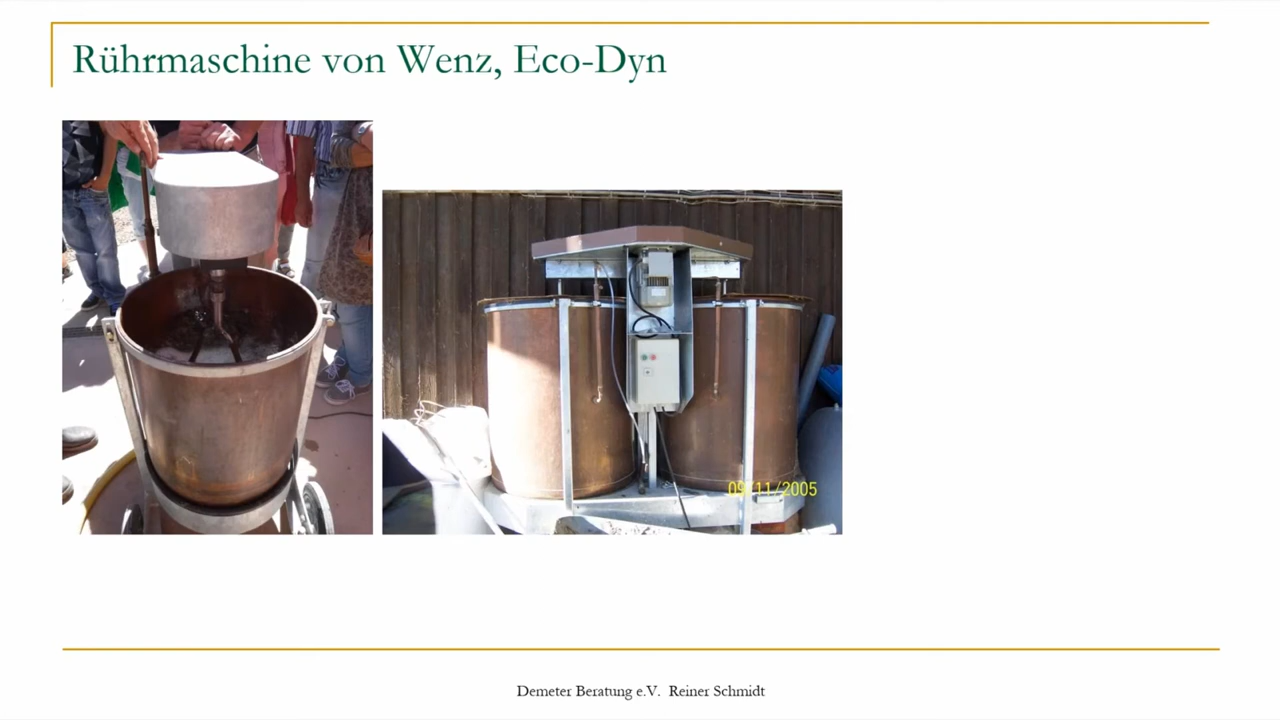 Rührmaschine von Wenz, Eco-Dyn
09/11/2005
Demeter Beratung e.V.  Reiner Schmidt